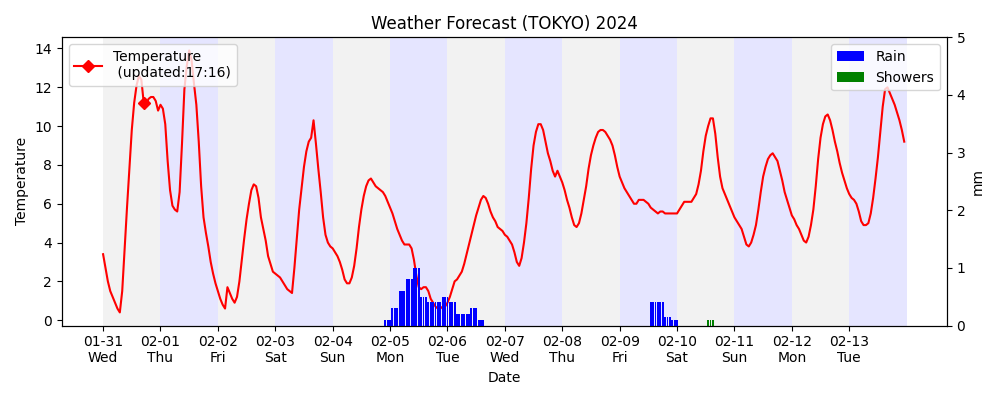 Weather Forecast (TOKYO) 2024
Temperature
(updated:17:16)
Rain
Showers
14
12
10
8
6
4
2
0
Temperature
5
4
3
2
1
0
mm
01-31 02-01 02-02 02-03 02-04 02-05 02-06 02-07 02-08 02-09 02-10 02-11 02-12 02-13
Wed Thu Fri Sat Sun Mon Tue Wed Thu Fri Sat Sun Mon Tue
Date